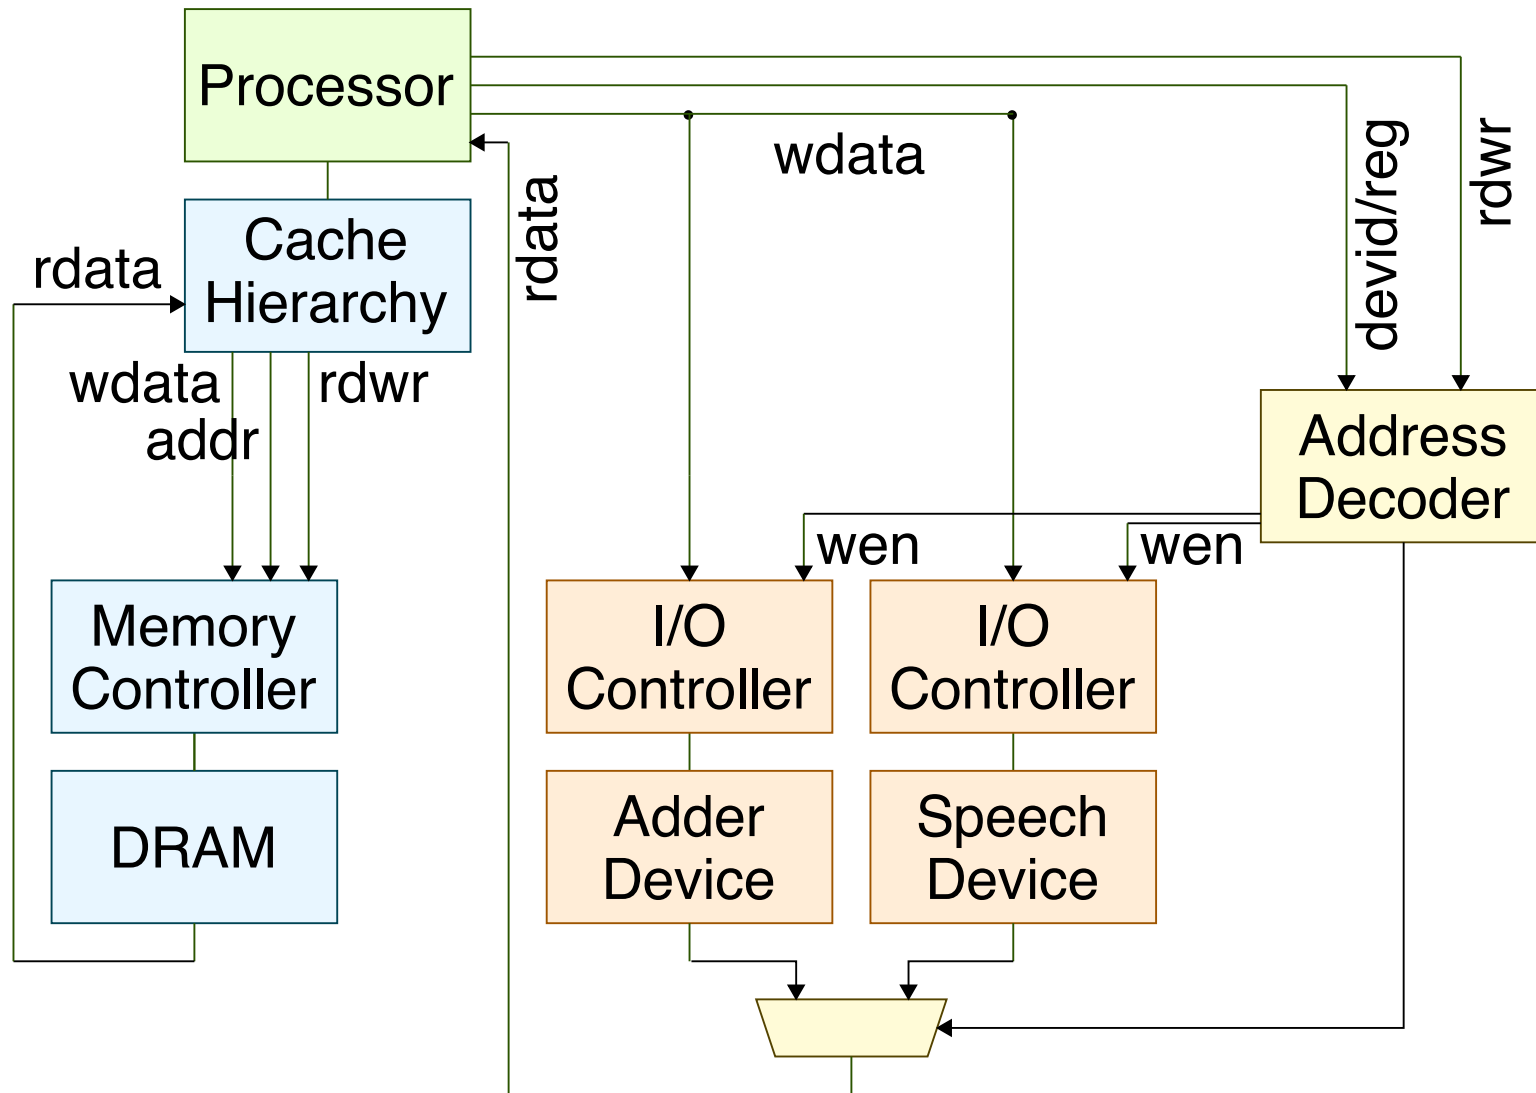 Processor
wdata
rdata
devid/reg
rdwr
Cache
Hierarchy
rdata
wdata
rdwr
addr
Address
Decoder
wen
wen
Memory
Controller
I/O
Controller
I/O
Controller
DRAM
Adder
Device
Speech
Device